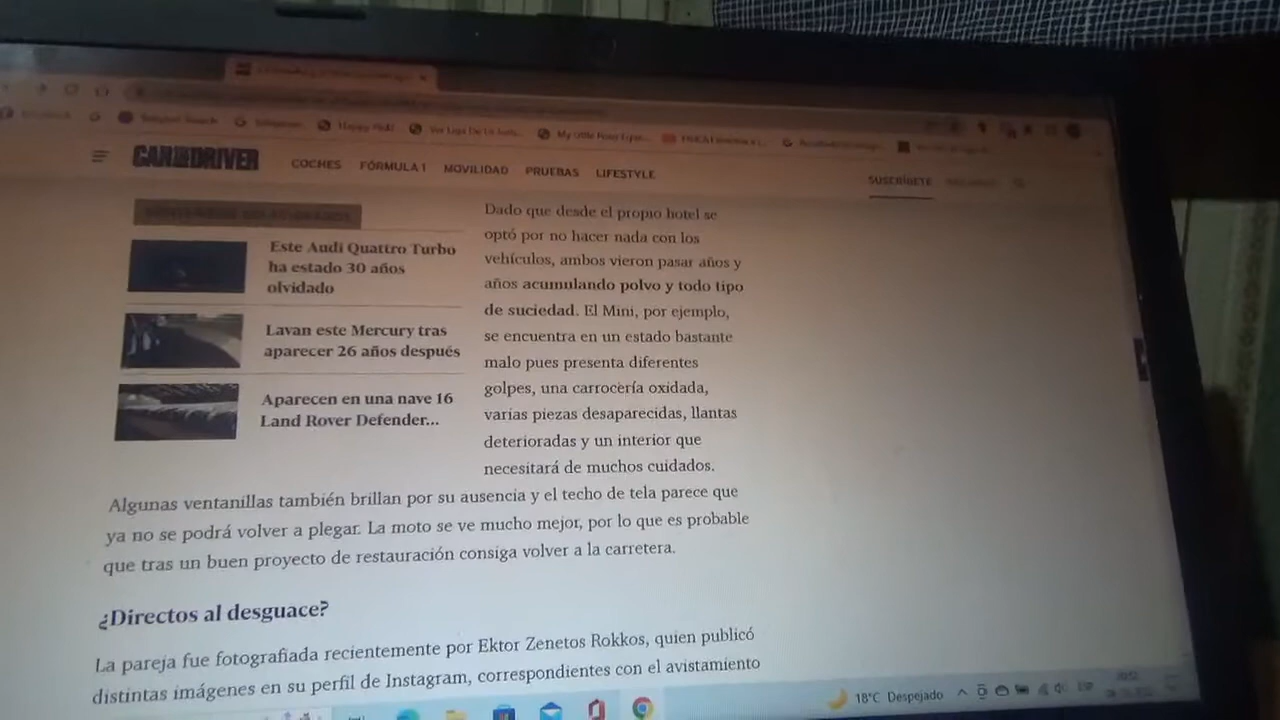 Happy Pink!
CAR AND DRIVER
COCHES FÓRMULA 1 MOVILIDAD PRUEBAS LIFESTYLE
SUSCRÍBETE
Este Audi Quattro Turbo
ha estado 30 años
olvidado
Lavan este Mercury tras
aparecer 26 años después
Aparecen en una nave 16
Land Rover Defender...
Dado que desde el propio hotel se
optó por no hacer nada con los
vehículos, ambos vieron pasar años y
años acumulando polvo y todo tipo
de suciedad. El Mini, por ejemplo,
se encuentra en un estado bastante
malo pues presenta diferentes
golpes, una carrocería oxidada,
varias piezas desaparecidas, llantas
deterioradas y un interior que
necesitará de muchos cuidados.
Algunas ventanillas también brillan por su ausencia y el techo de tela parece que
ya no se podrá volver a plegar. La moto se ve mucho mejor, por lo que es probable
que tras un buen proyecto de restauración consiga volver a la carretera.
¿Directos al desguace?
La pareja fue fotografiada recientemente por Ektor Zenetos Rokkos, quien publicó
distintas imágenes en su perfil de Instagram, correspondientes con el avistamiento
18°C Despejado